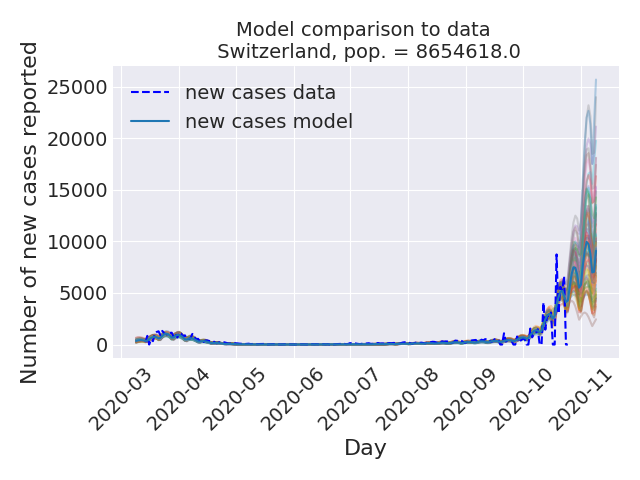 Model comparison to data
Switzerland, pop. = 8654618.0
Number of new cases reported
25000
20000
15000
10000
5000
0
new cases data
new cases model
2020-03
2020-04
2020-05
2020-06
2020-07
2020-08
2020-09
2020-10
2020-11
Day